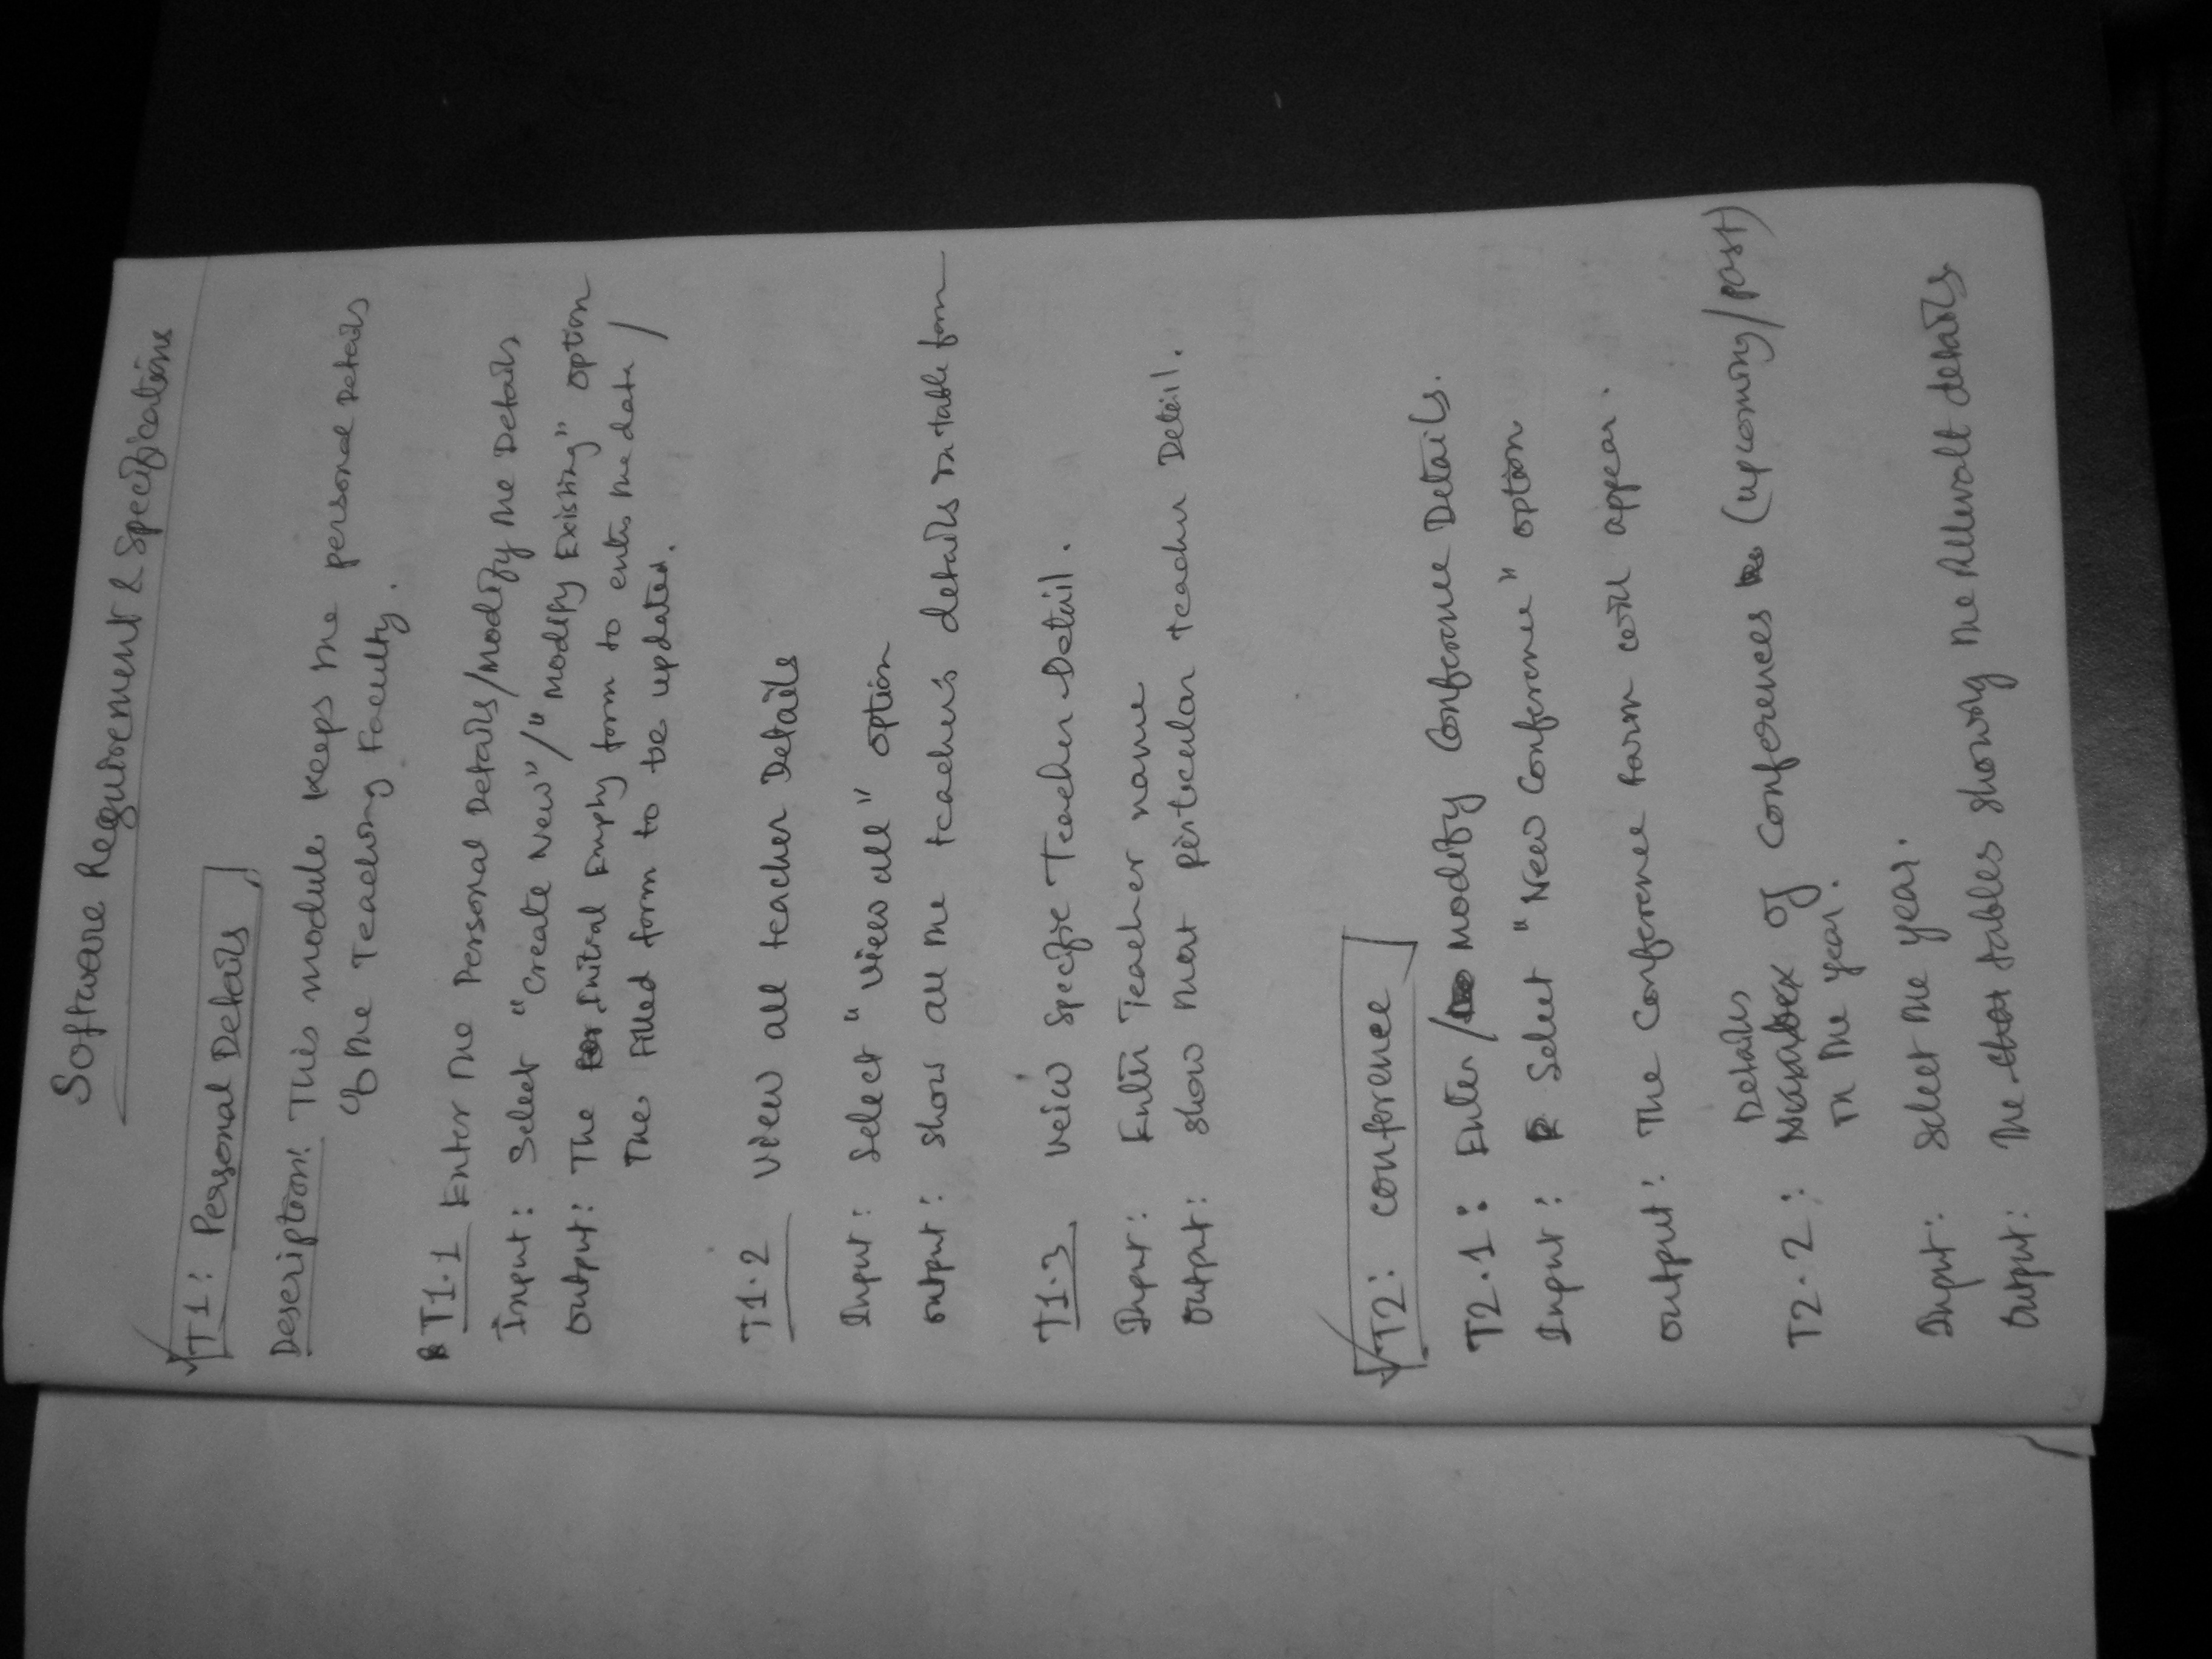 Software Requirement & Specifications
T1: Personal Details
Description: This module keeps the personal Details
of the Teaching Faculty.
T1.1 Enter the Personal Details/Modify the Details
Input: Select "Create New"/"Modify Existing" option
Output: The Initial Empty form to enter the date /
The Filled form to be updated.
T1.2 View all teacher Details
Input: Select "View all" option
output: show all the teachers details in table form
T1.3 View Specific Teacher Detail.
Input: Enter Teacher name
Output: show that perticular teacher Detail.
T2: Conference
T2.1: Enter/ Modify Conference Details.
Input: Select "New Conference" option
Output: The Conference form will appear.
T2.2: Details of Conferences (upcoming/past)
in the year.
Input: Select the year.
Output: The tables showing the Relevalt details